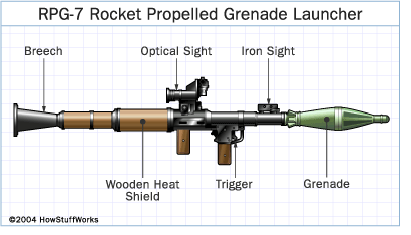 RPG-7 Rocket Propelled Grenade Launcher
Breech
Optical Sight
Iron Sight
Wooden Heat
Shield
Trigger
Grenade
©2004 HowStuffWorks